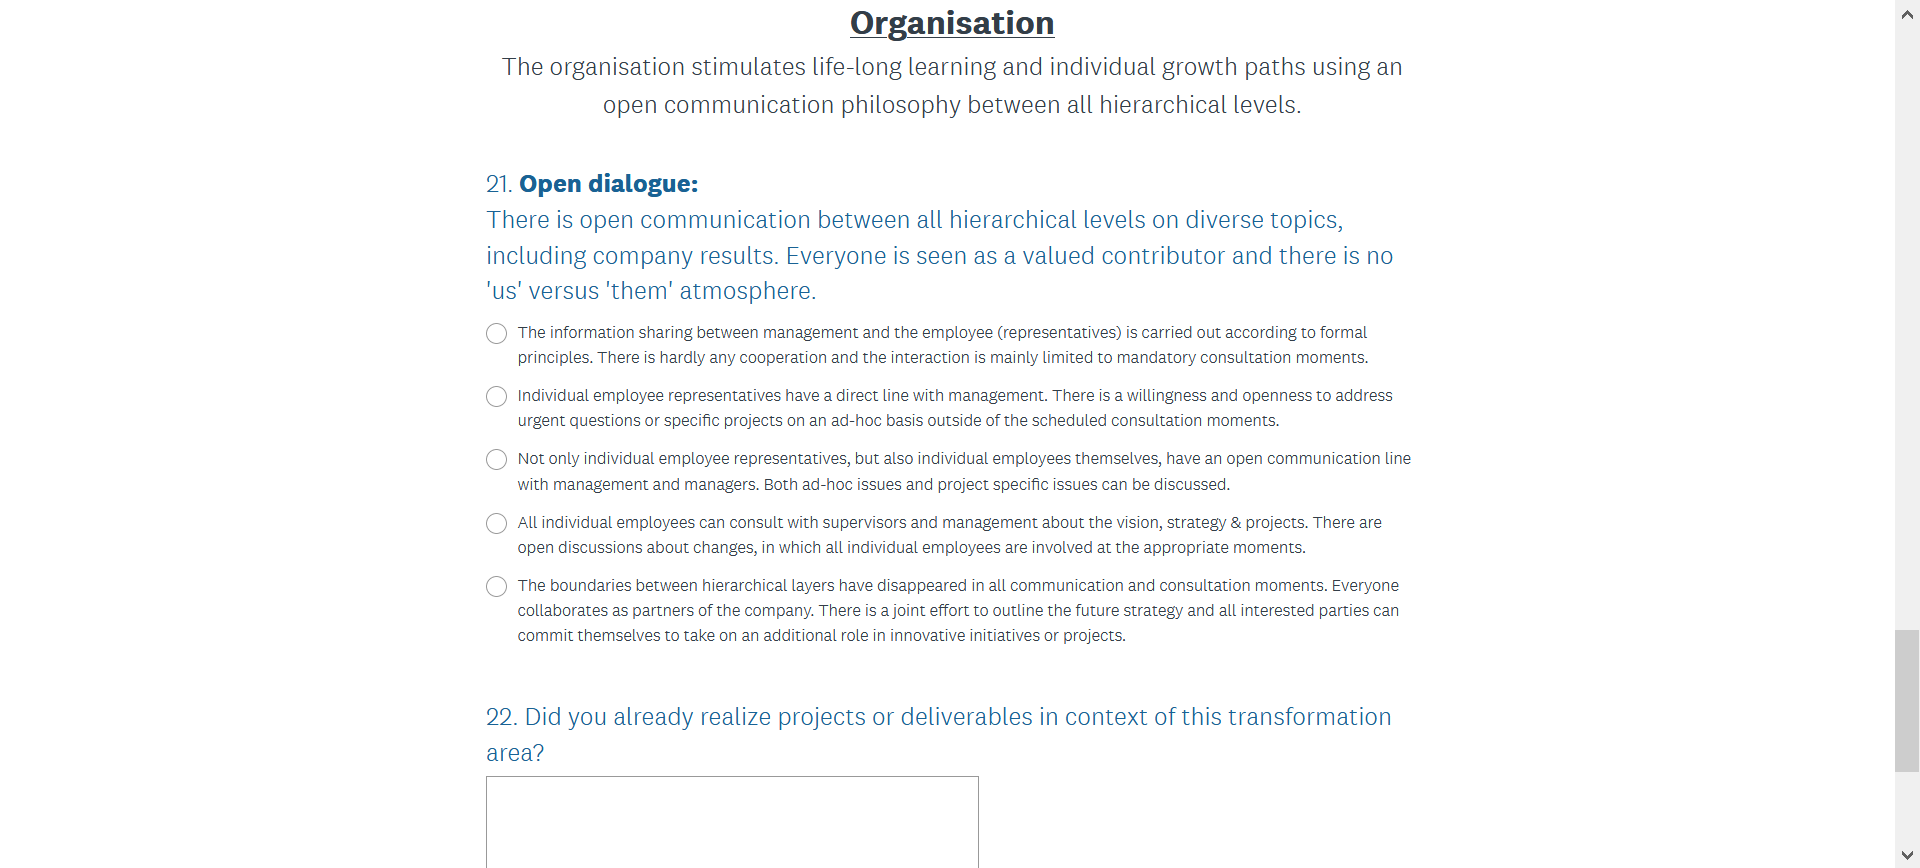 Organisation
The organisation stimulates life-long learning and individual growth paths using an
open communication philosophy between all hierarchical levels.
21. Open dialogue:
There is open communication between all hierarchical levels on diverse topics,
including company results. Everyone is seen as a valued contributor and there is no
'us' versus 'them' atmosphere.
The information sharing between management and the employee (representatives) is carried out according to formal
principles. There is hardly any cooperation and the interaction is mainly limited to mandatory consultation moments.
Individual employee representatives have a direct line with management. There is a willingness and openness to address
urgent questions or specific projects on an ad-hoc basis outside of the scheduled consultation moments.
Not only individual employee representatives, but also individual employees themselves, have an open communication line
with management and managers. Both ad-hoc issues and project specific issues can be discussed.
All individual employees can consult with supervisors and management about the vision, strategy & projects. There are
open discussions about changes, in which all individual employees are involved at the appropriate moments.
The boundaries between hierarchical layers have disappeared in all communication and consultation moments. Everyone
collaborates as partners of the company. There is a joint effort to outline the future strategy and all interested parties can
commit themselves to take on an additional role in innovative initiatives or projects.
22. Did you already realize projects or deliverables in context of this transformation
area?